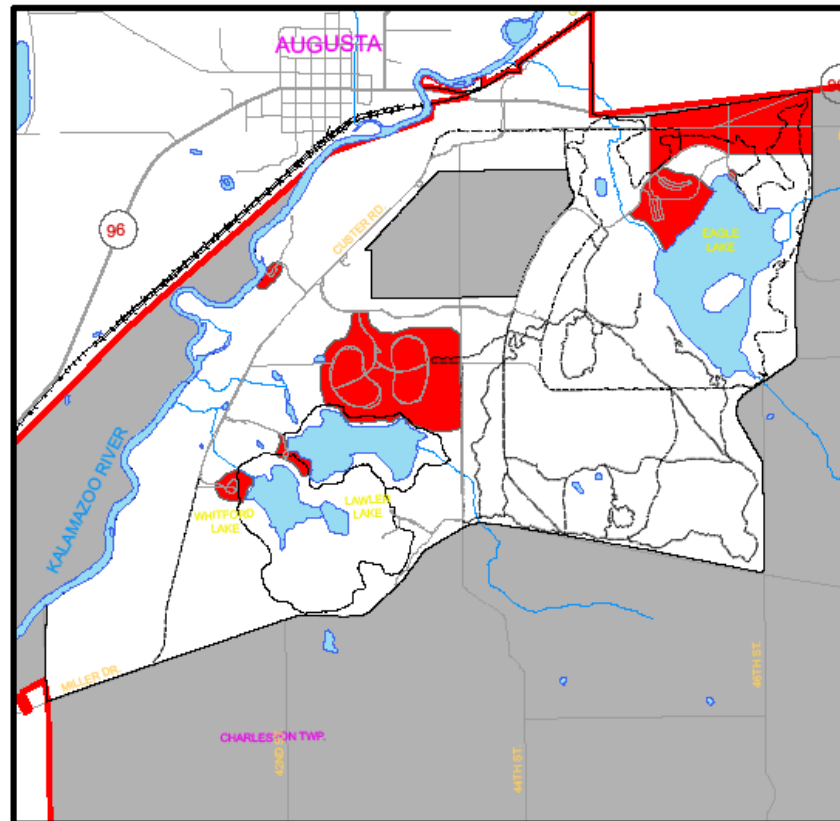 AUGUSTA
96
CUSTER RD.
EAGLE
LAKE
96
KALAMAZOO RIVER
WHITFORD
LAKE
LAWLER
LAKE
MILLER DR.
CHARLESTON TWP.
42ND ST.
44TH ST.
46TH ST.